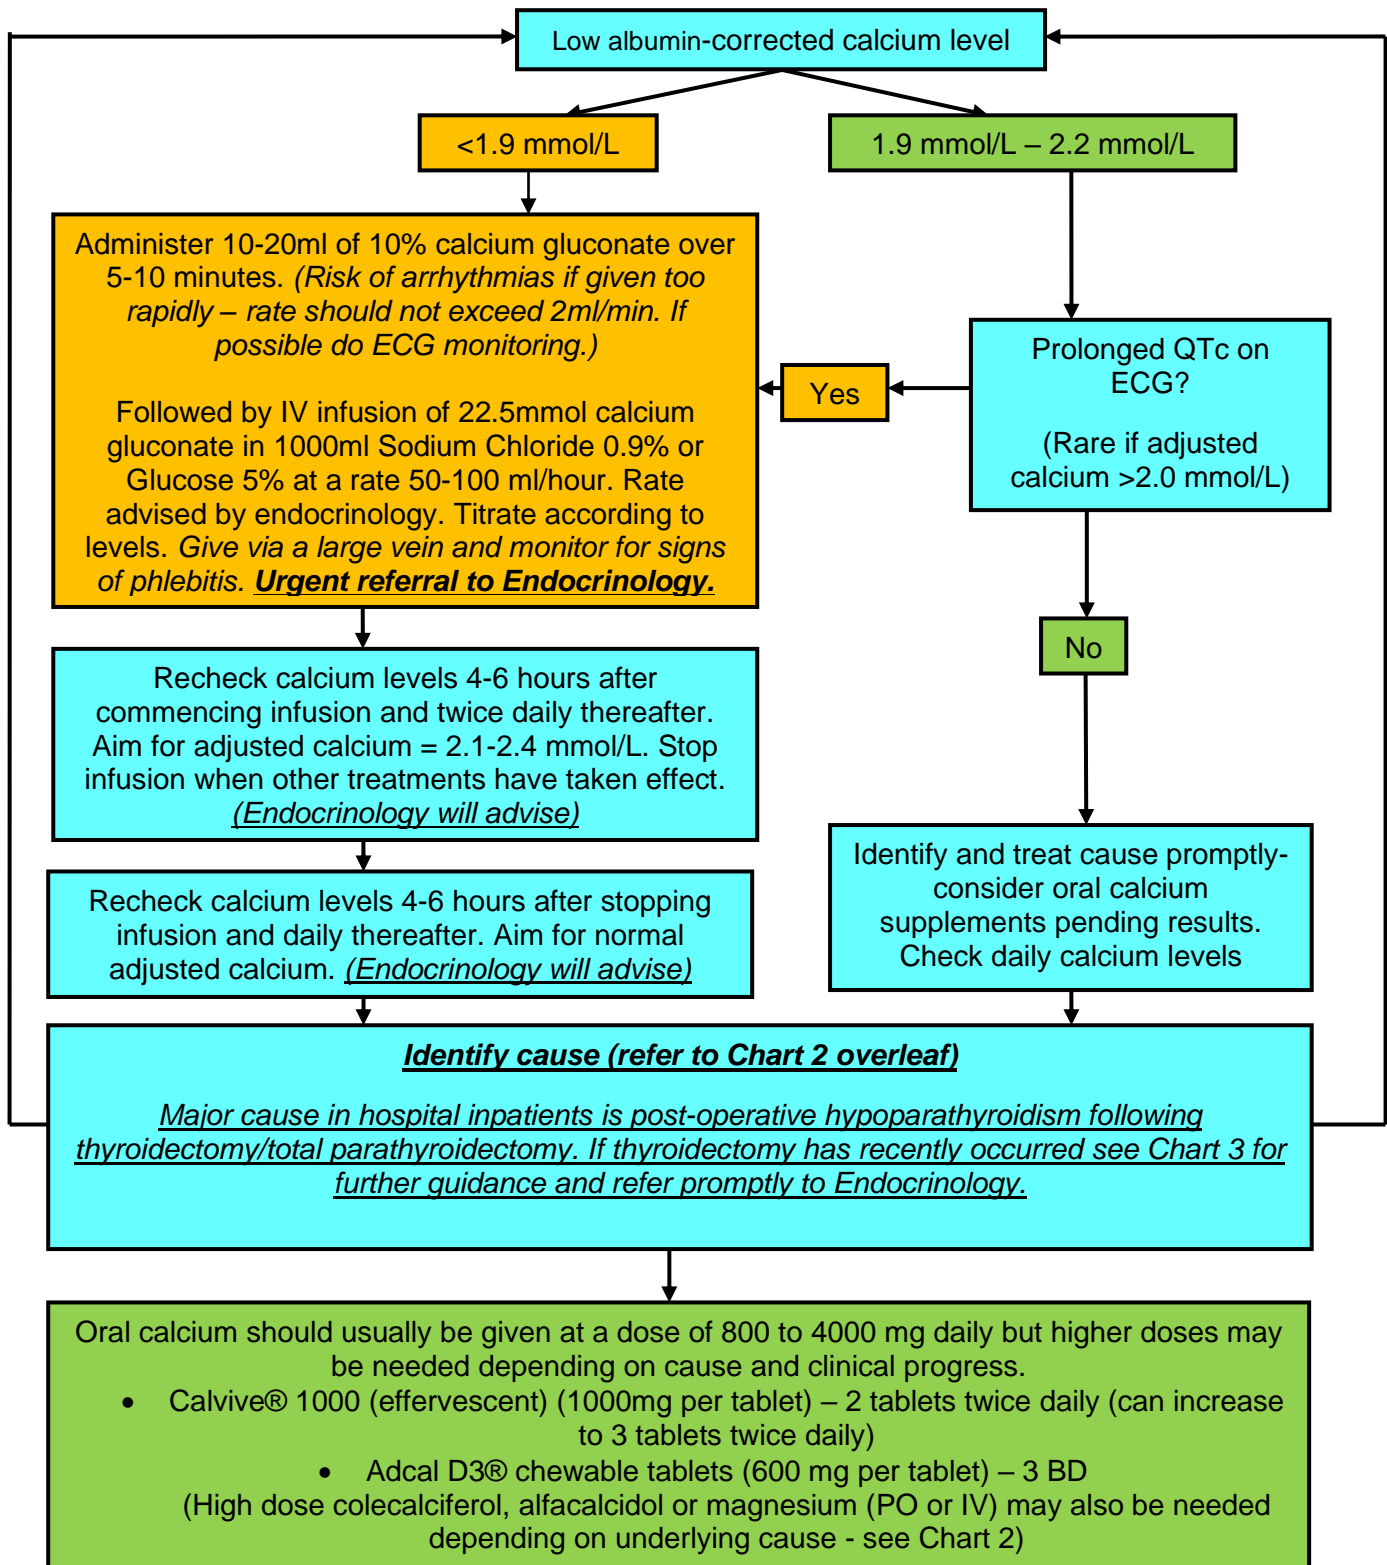 Low albumin-corrected calcium level
<1.9 mmol/L
1.9 mmol/L – 2.2 mmol/L
Administer 10-20ml of 10% calcium gluconate over
5-10 minutes. (Risk of arrhythmias if given too
rapidly – rate should not exceed 2ml/min. If
possible do ECG monitoring.)
Followed by IV infusion of 22.5mmol calcium
gluconate in 1000ml Sodium Chloride 0.9% or
Glucose 5% at a rate 50-100 ml/hour. Rate
advised by endocrinology. Titrate according to
levels. Give via a large vein and monitor for signs
of phlebitis. Urgent referral to Endocrinology.
Yes
Prolonged QTc on
ECG?
(Rare if adjusted
calcium >2.0 mmol/L)
No
Recheck calcium levels 4-6 hours after
commencing infusion and twice daily thereafter.
Aim for adjusted calcium = 2.1-2.4 mmol/L. Stop
infusion when other treatments have taken effect.
(Endocrinology will advise)
Recheck calcium levels 4-6 hours after stopping
infusion and daily thereafter. Aim for normal
adjusted calcium. (Endocrinology will advise)
Identify and treat cause promptly-
consider oral calcium
supplements pending results.
Check daily calcium levels
Identify cause (refer to Chart 2 overleaf)
Major cause in hospital inpatients is post-operative hypoparathyroidism following
thyroidectomy/total parathyroidectomy. If thyroidectomy has recently occurred see Chart 3 for
further guidance and refer promptly to Endocrinology.
Oral calcium should usually be given at a dose of 800 to 4000 mg daily but higher doses may
be needed depending on cause and clinical progress.
• Calvive® 1000 (effervescent) (1000mg per tablet) – 2 tablets twice daily (can increase
to 3 tablets twice daily)
• Adcal D3® chewable tablets (600 mg per tablet) – 3 BD
(High dose colecalciferol, alfacalcidol or magnesium (PO or IV) may also be needed
depending on underlying cause - see Chart 2)